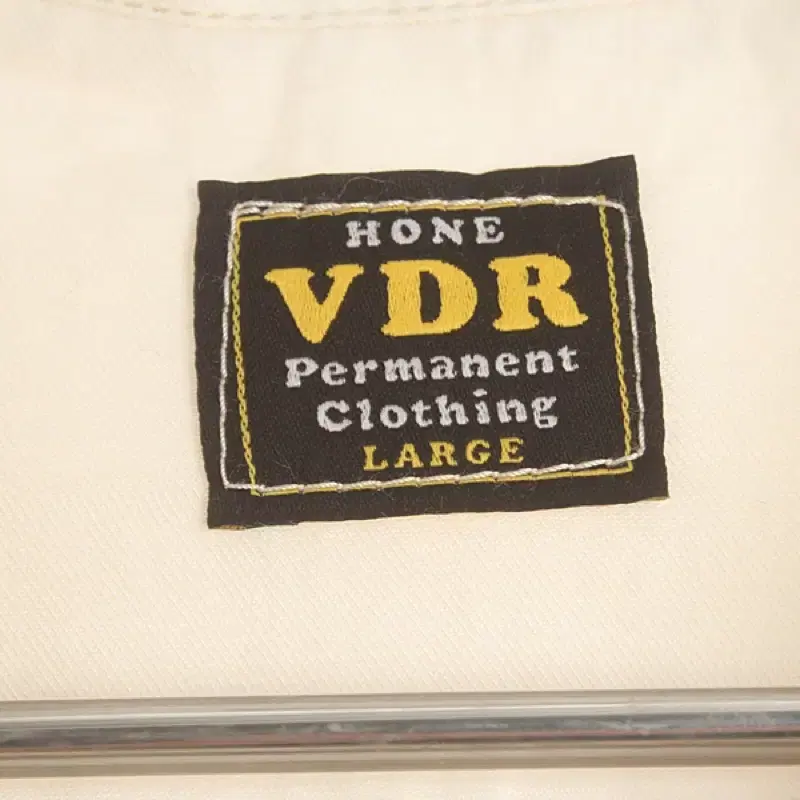 HONE
VDR
Permanent
Clothing
LARGE